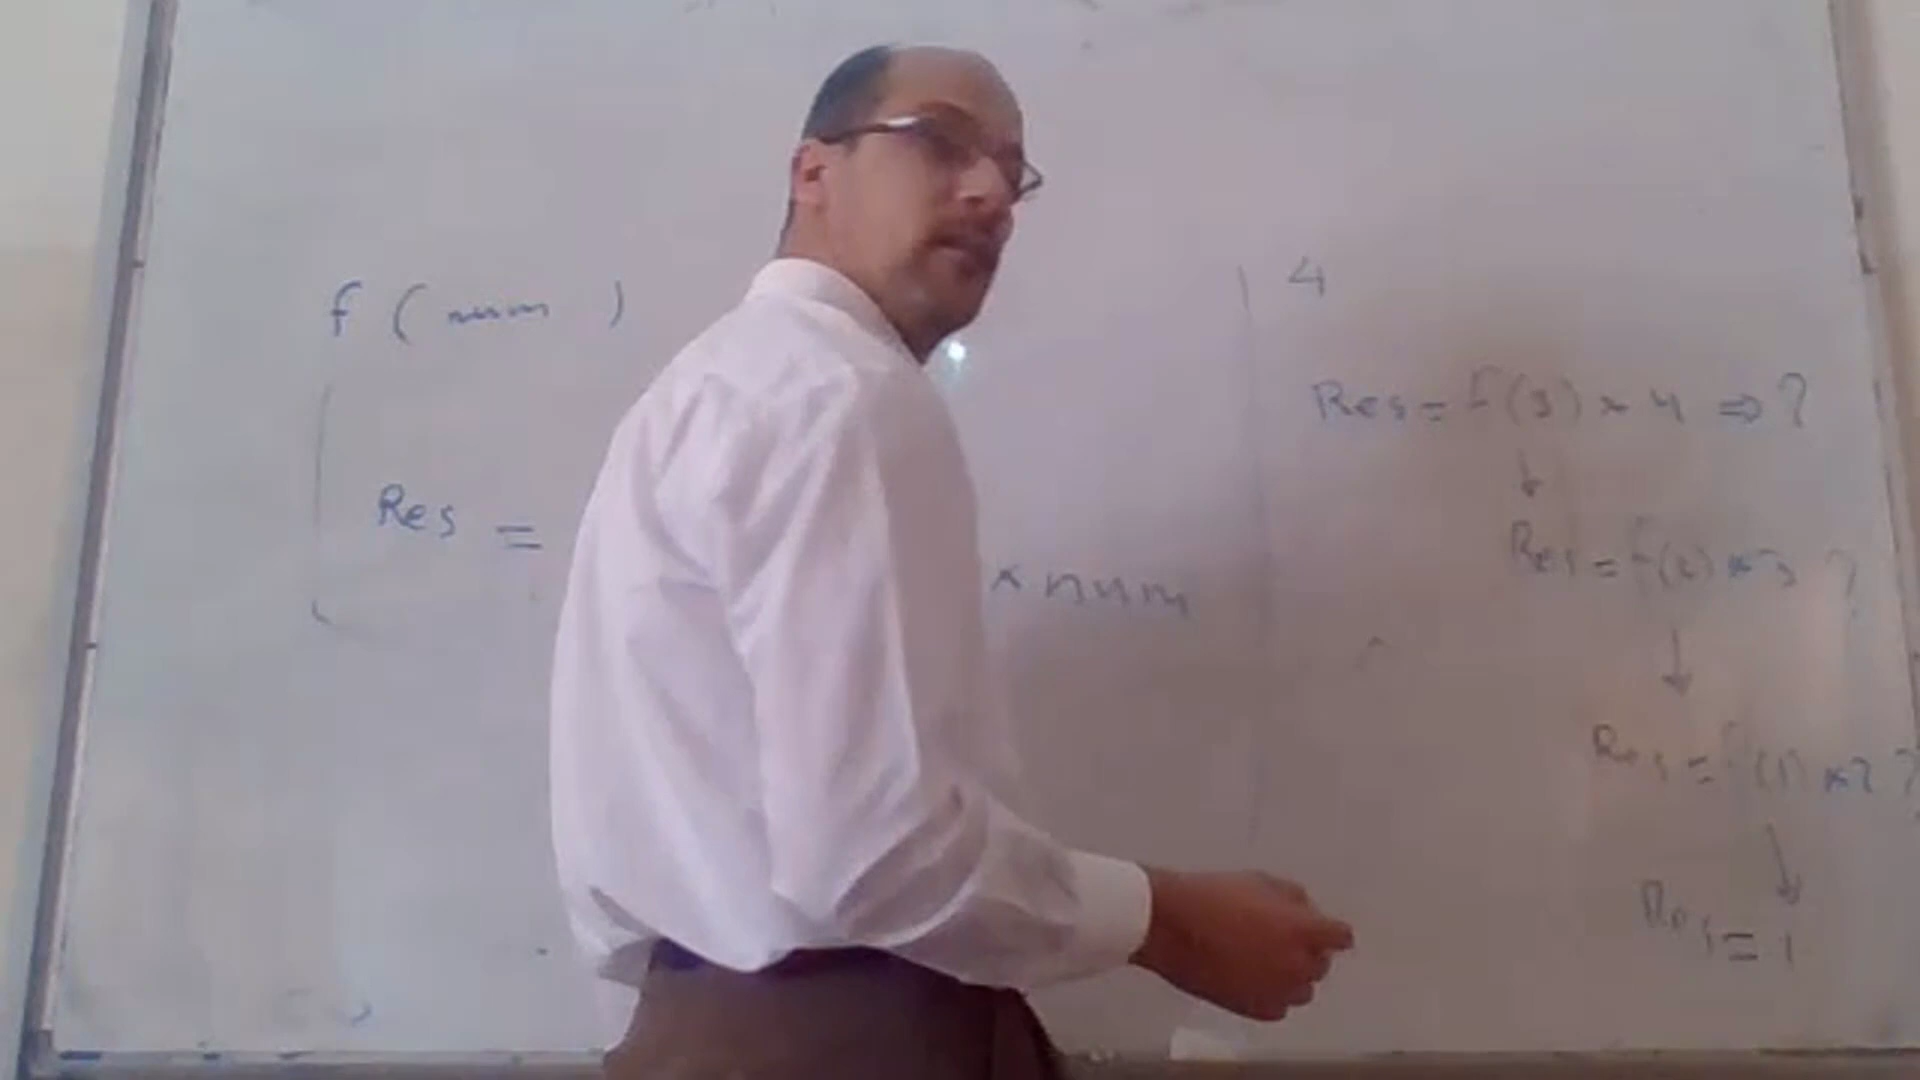 f ( num )
Res =
× num
4
Res = f(3) × 4 ⇒ ?
Res = f(2) × 3 ?
Res = f(1) × 2 ?
Res = 1